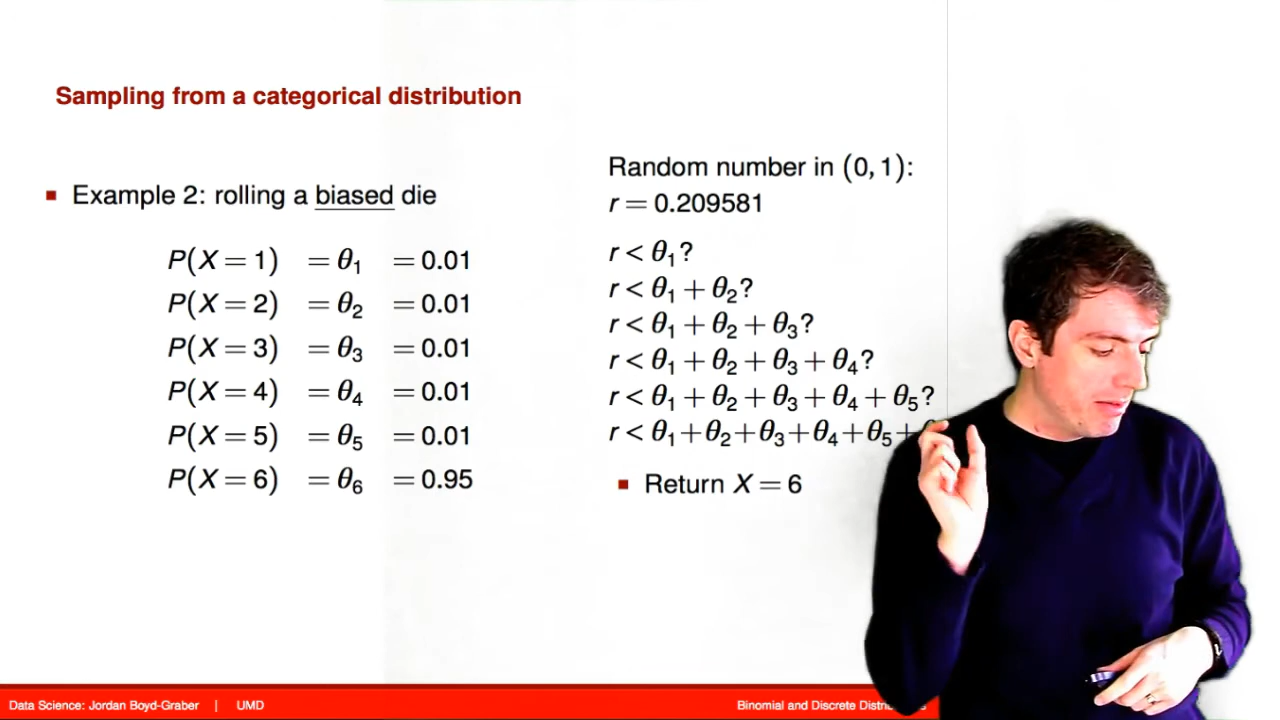 Sampling from a categorical distribution
Example 2: rolling a biased die
P(X = 1) = θ₁ = 0.01
P(X = 2) = θ₂ = 0.01
P(X = 3) = θ₃ = 0.01
P(X = 4) = θ₄ = 0.01
P(X = 5) = θ₅ = 0.01
P(X = 6) = θ₆ = 0.95
Random number in (0, 1):
r = 0.209581
r < θ₁?
r < θ₁ + θ₂?
r < θ₁ + θ₂ + θ₃?
r < θ₁ + θ₂ + θ₃ + θ₄?
r < θ₁ + θ₂ + θ₃ + θ₄ + θ₅?
r < θ₁+θ₂+θ₃+θ₄+θ₅+
Return X = 6
Data Science: Jordan Boyd-Graber | UMD
Binomial and Discrete